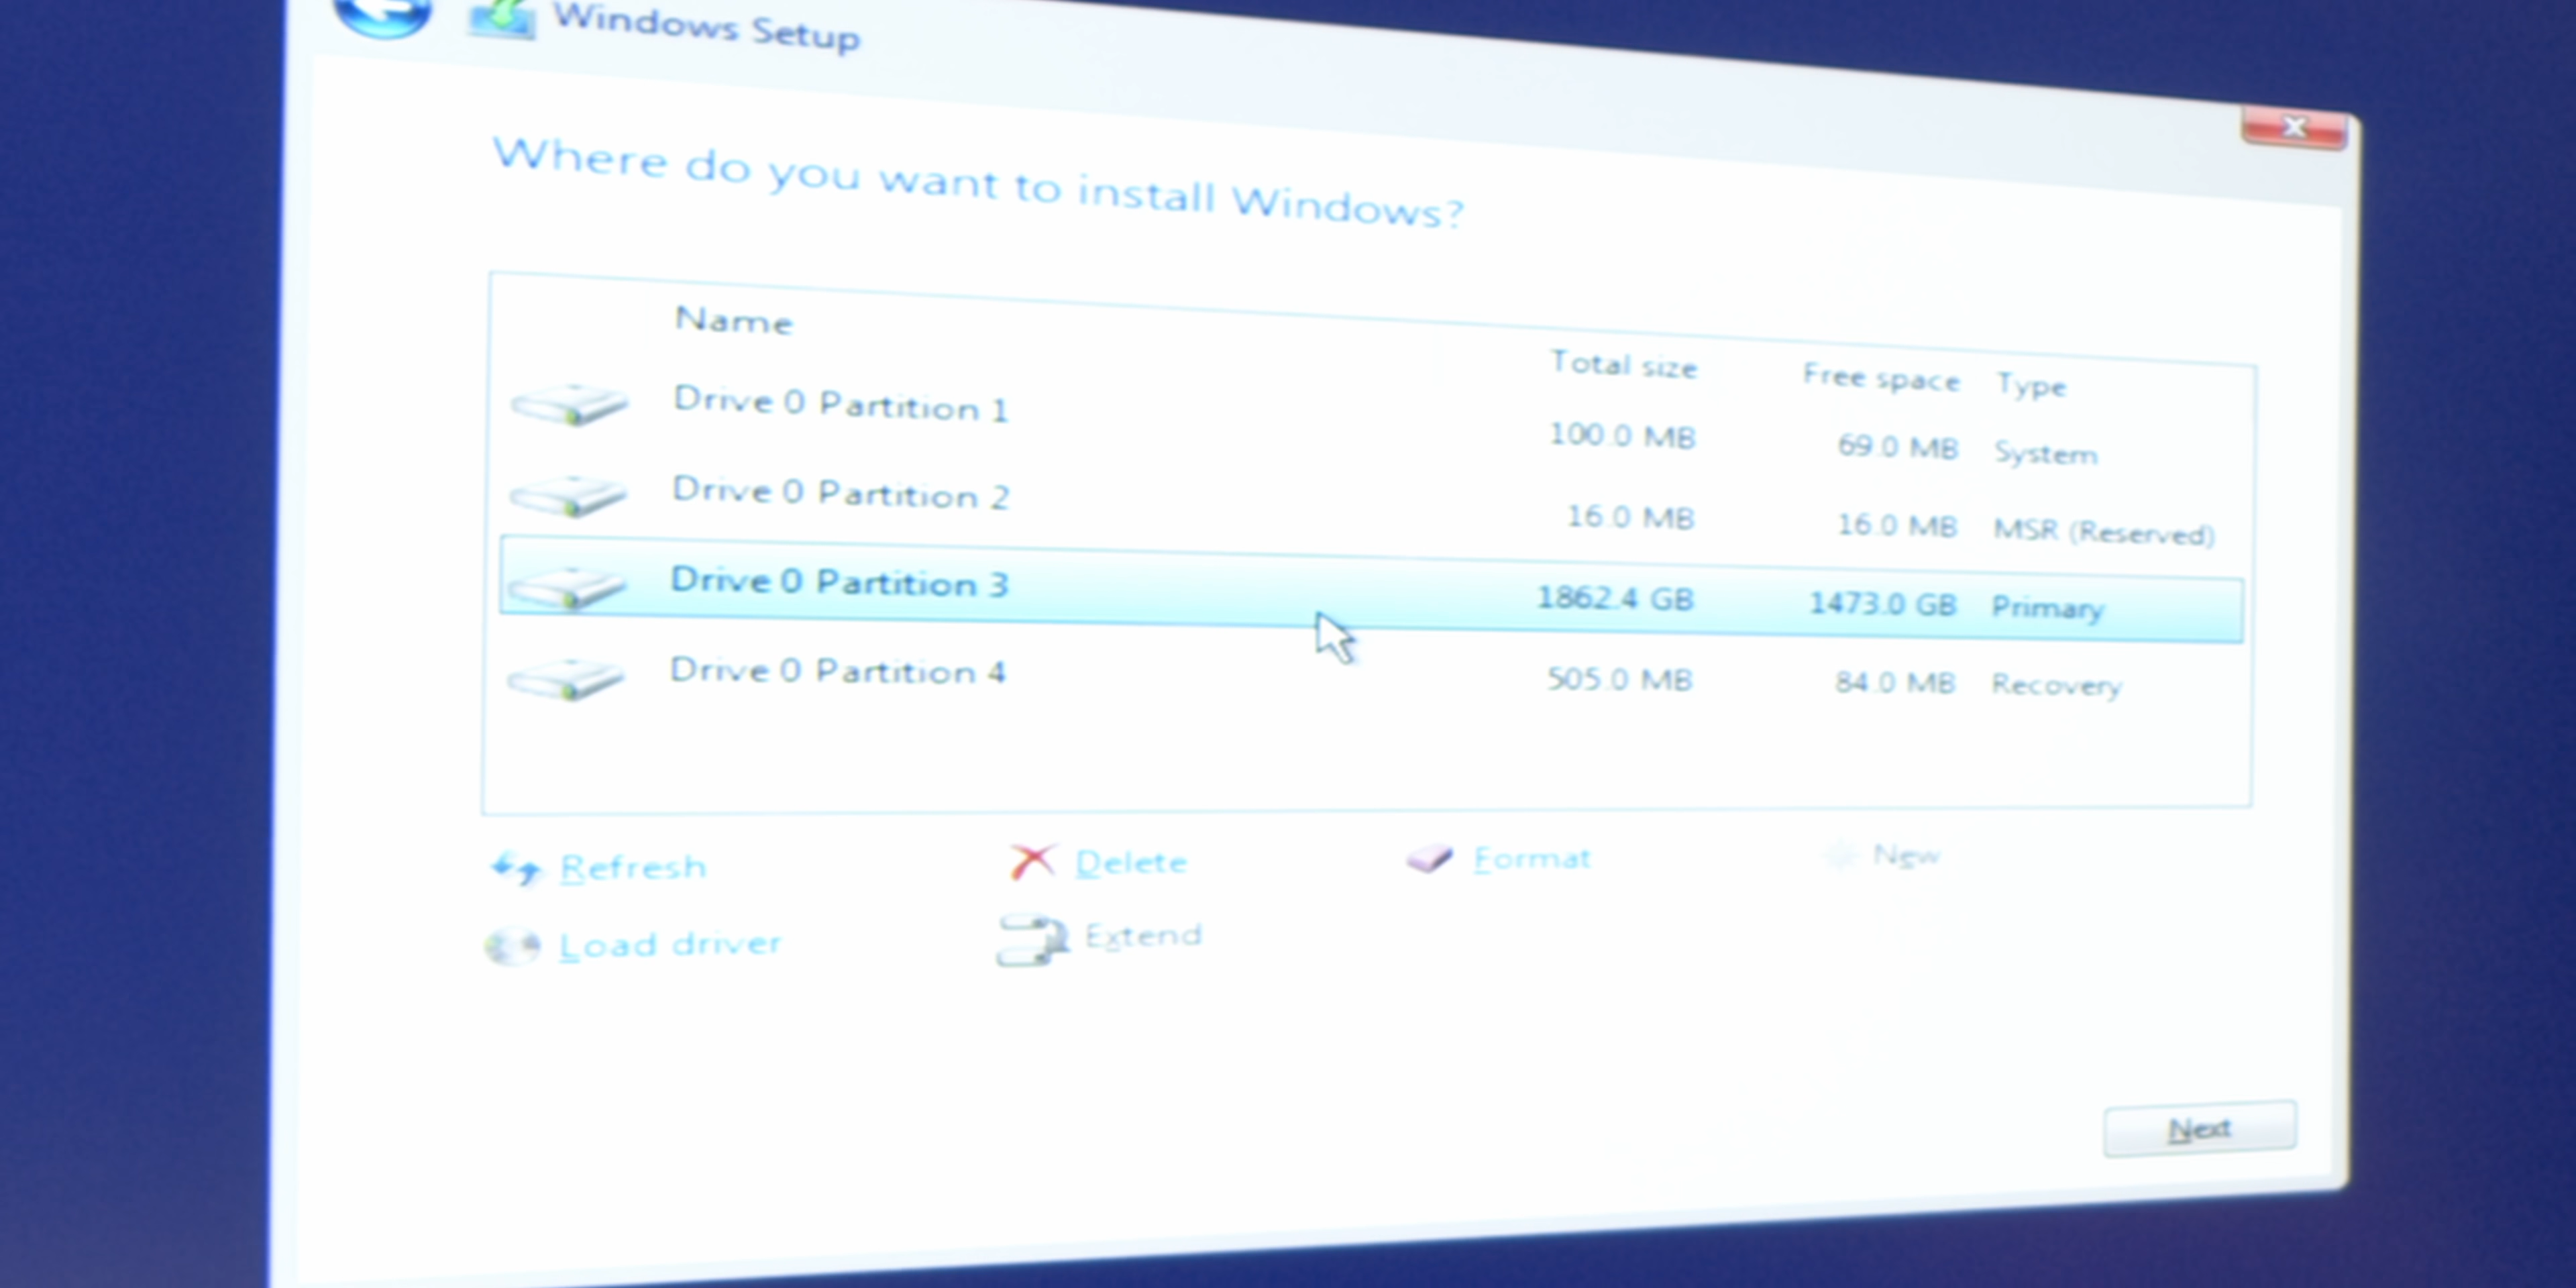 Windows Setup
Where do you want to install Windows?
Name Total size Free space Type
Drive 0 Partition 1 100.0 MB 69.0 MB System
Drive 0 Partition 2 16.0 MB 16.0 MB MSR (Reserved)
Drive 0 Partition 3 1862.4 GB 1473.0 GB Primary
Drive 0 Partition 4 505.0 MB 84.0 MB Recovery
Refresh Delete Format New
Load driver Extend
Next